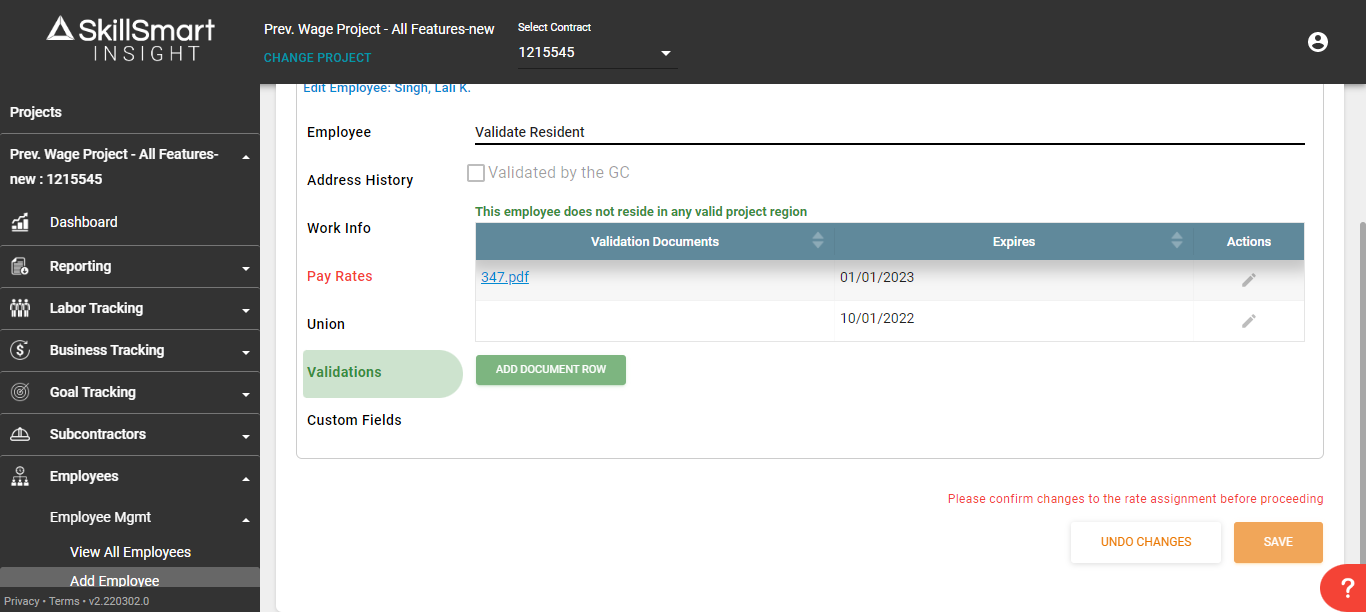 SkillSmart
INSIGHT
Prev. Wage Project - All Features-new
CHANGE PROJECT
Select Contract
1215545
Projects
Prev. Wage Project - All Features-
new : 1215545
Dashboard
Reporting
Labor Tracking
Business Tracking
Goal Tracking
Subcontractors
Employees
Employee Mgmt
View All Employees
Add Employee
Privacy • Terms • v2.220302.0
Edit Employee: Singh, Lali K.
Employee
Address History
Work Info
Pay Rates
Union
Validations
Custom Fields
Validate Resident
Validated by the GC
This employee does not reside in any valid project region
Validation Documents Expires Actions
347.pdf 01/01/2023
10/01/2022
ADD DOCUMENT ROW
Please confirm changes to the rate assignment before proceeding
UNDO CHANGES SAVE
?